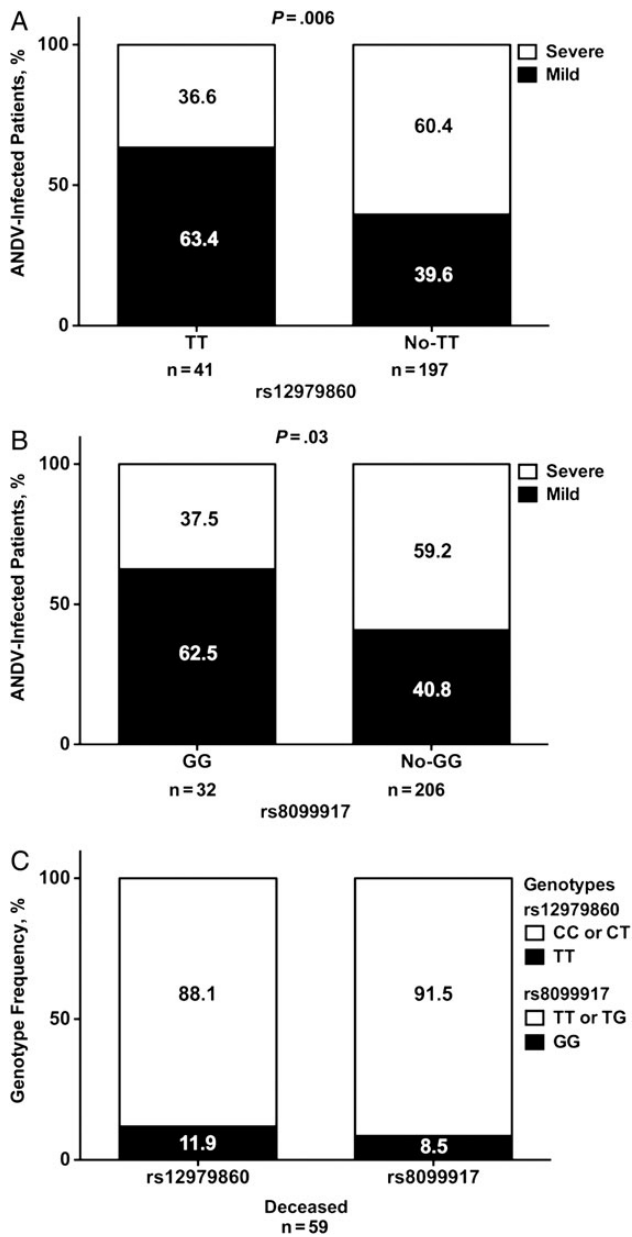 A
P = .006
100
50
0
ANDV-Infected Patients, %
36.6
63.4
60.4
39.6
Severe
Mild
TT
No-TT
n = 41
n = 197
rs12979860
B
P = .03
100
50
0
ANDV-Infected Patients, %
37.5
62.5
59.2
40.8
Severe
Mild
GG
No-GG
n = 32
n = 206
rs8099917
C
100
50
0
Genotype Frequency, %
88.1
11.9
91.5
8.5
Genotypes
rs12979860
CC or CT
TT
rs8099917
TT or TG
GG
rs12979860
rs8099917
Deceased
n = 59